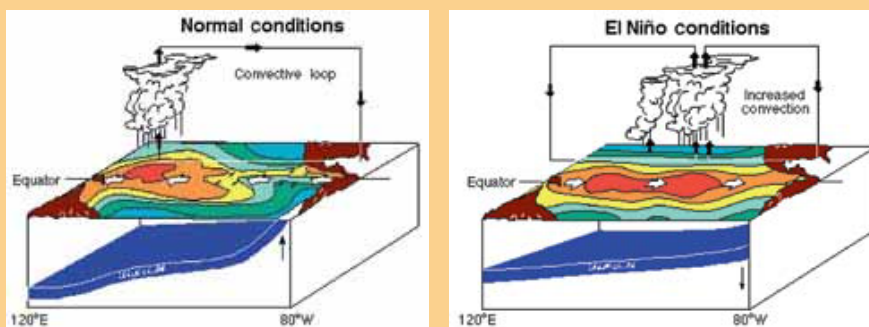 Normal conditions
Convective loop
Equator
120°E
80°W
El Niño conditions
Increased
convection
Equator
120°E
80°W